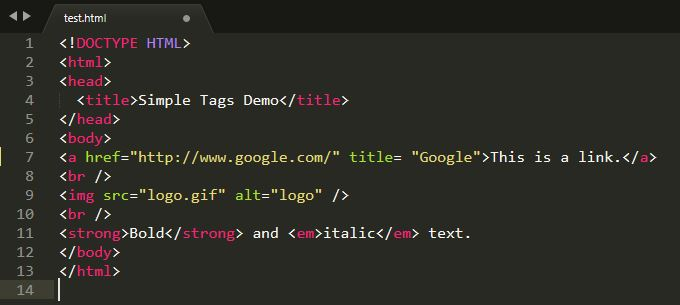 test.html
1 <!DOCTYPE HTML>
2 <html>
3 <head>
4   <title>Simple Tags Demo</title>
5 </head>
6 <body>
7 <a href="http://www.google.com/" title= "Google">This is a link.</a>
8 <br />
9 <img src="logo.gif" alt="logo" />
10 <br />
11 <strong>Bold</strong> and <em>italic</em> text.
12 </body>
13 </html>
14